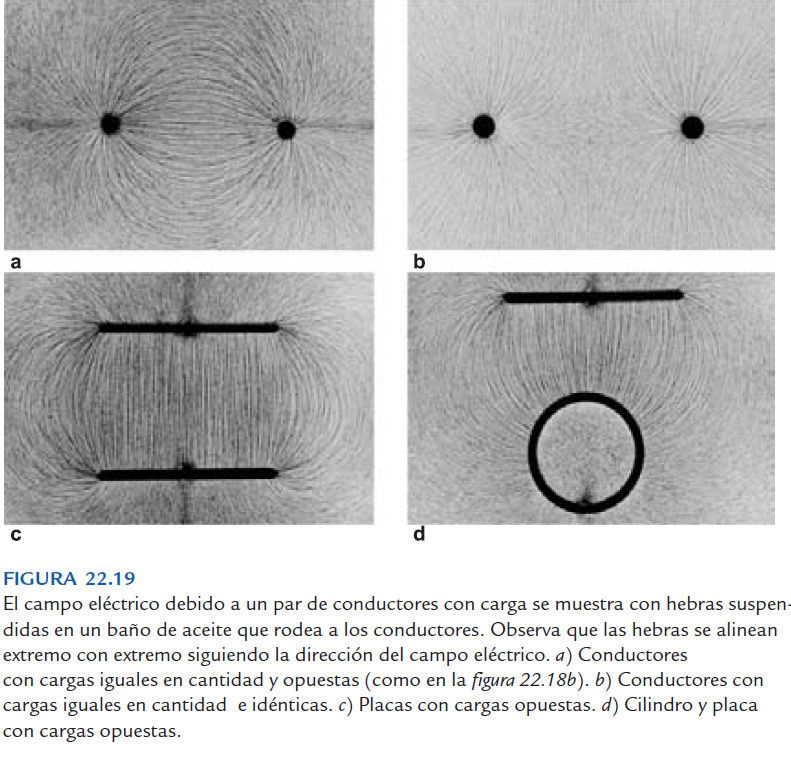 a
b
c
d
FIGURA 22.19
El campo eléctrico debido a un par de conductores con carga se muestra con hebras suspen-
didas en un baño de aceite que rodea a los conductores. Observa que las hebras se alinean
extremo con extremo siguiendo la dirección del campo eléctrico. a) Conductores
con cargas iguales en cantidad y opuestas (como en la figura 22.18b). b) Conductores con
cargas iguales en cantidad e idénticas. c) Placas con cargas opuestas. d) Cilindro y placa
con cargas opuestas.